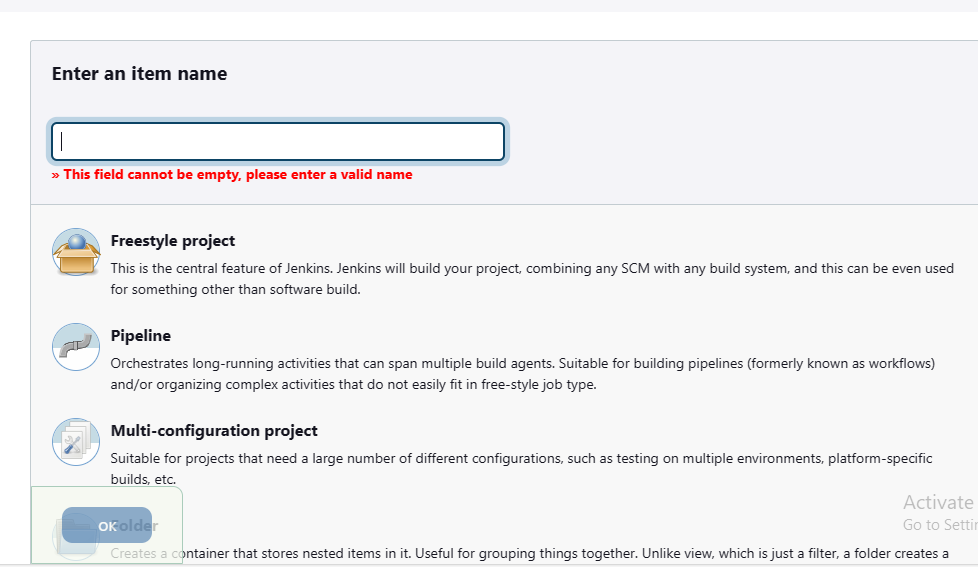 Enter an item name
» This field cannot be empty, please enter a valid name
Freestyle project
This is the central feature of Jenkins. Jenkins will build your project, combining any SCM with any build system, and this can be even used
for something other than software build.
Pipeline
Orchestrates long-running activities that can span multiple build agents. Suitable for building pipelines (formerly known as workflows)
and/or organizing complex activities that do not easily fit in free-style job type.
Multi-configuration project
Suitable for projects that need a large number of different configurations, such as testing on multiple environments, platform-specific
builds, etc.
Activate
Go to Settin
OK
Folder
Creates a container that stores nested items in it. Useful for grouping things together. Unlike view, which is just a filter, a folder creates a